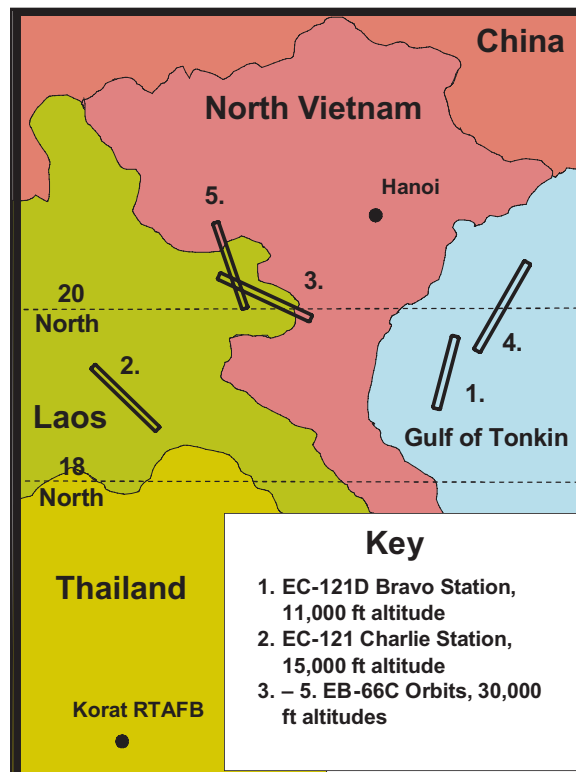 China
North Vietnam
5.
Hanoi
3.
20
North
4.
2.
1.
Laos
Gulf of Tonkin
18
North
Key
Thailand
1. EC-121D Bravo Station,
11,000 ft altitude
2. EC-121 Charlie Station,
15,000 ft altitude
3. – 5. EB-66C Orbits, 30,000
ft altitudes
Korat RTAFB